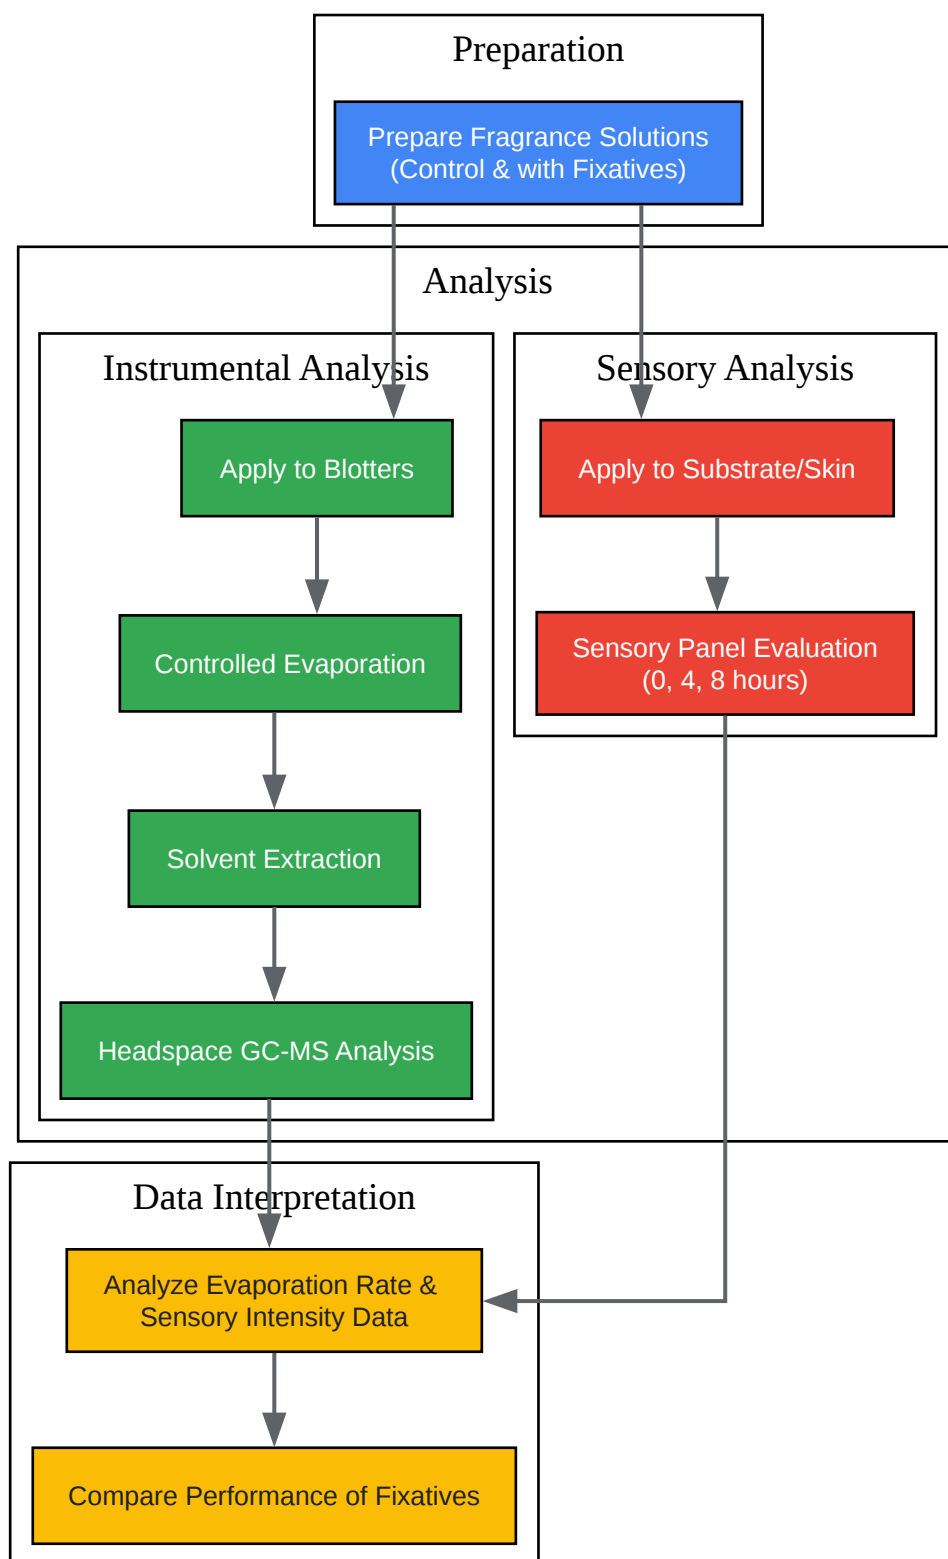 Preparation
Prepare Fragrance Solutions
(Control & with Fixatives)
Analysis
Instrumental Analysis
Apply to Blotters
Controlled Evaporation
Solvent Extraction
Headspace GC-MS Analysis
Sensory Analysis
Apply to Substrate/Skin
Sensory Panel Evaluation
(0, 4, 8 hours)
Data Interpretation
Analyze Evaporation Rate &
Sensory Intensity Data
Compare Performance of Fixatives